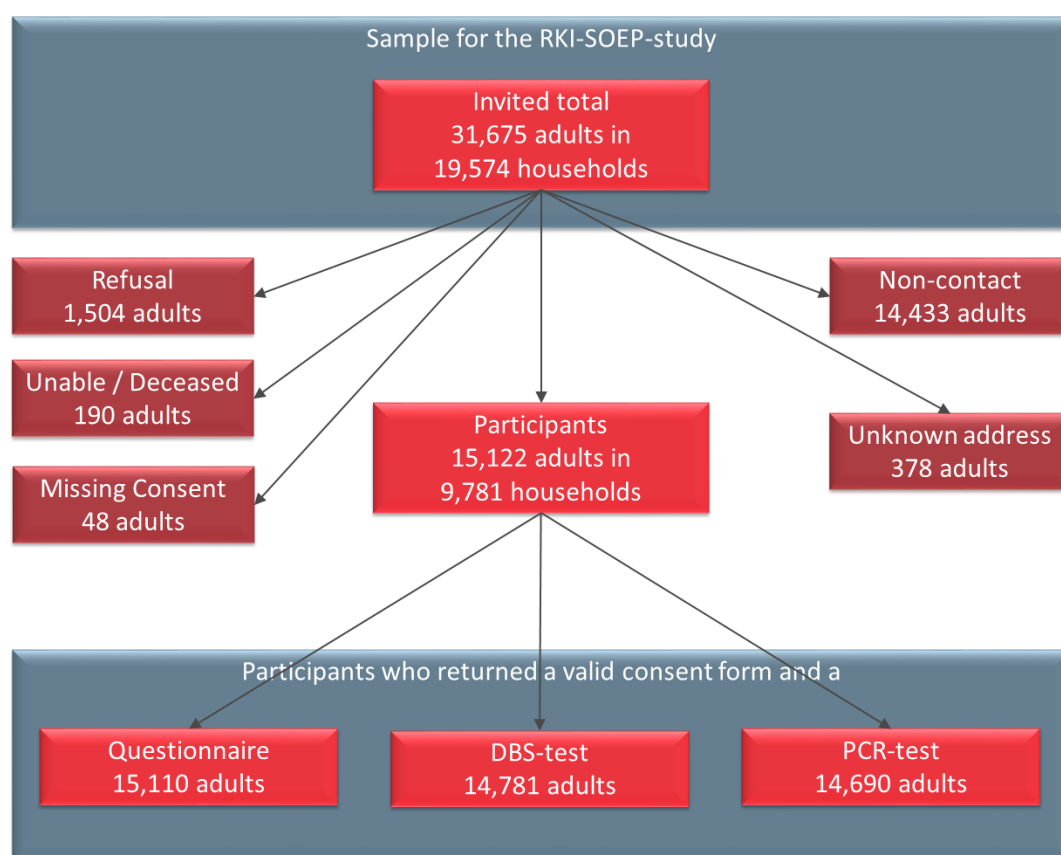 Sample for the RKI-SOEP-study
Invited total
31,675 adults in
19,574 households
Refusal
1,504 adults
Non-contact
14,433 adults
Unable / Deceased
190 adults
Participants
15,122 adults in
9,781 households
Unknown address
378 adults
Missing Consent
48 adults
Participants who returned a valid consent form and a
Questionnaire
15,110 adults
DBS-test
14,781 adults
PCR-test
14,690 adults